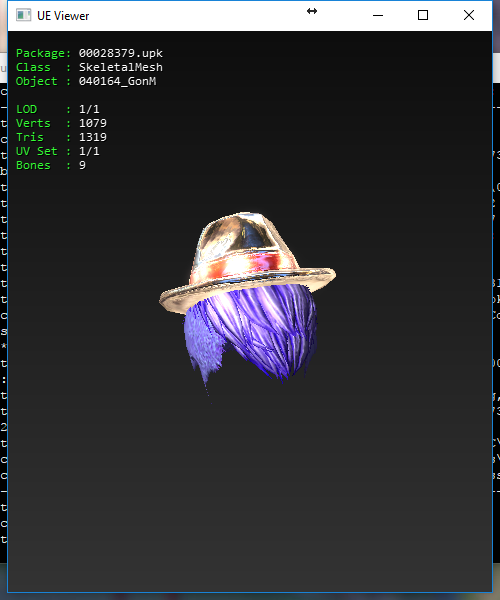 UE Viewer
Package: 00028379.upk
Class : SkeletalMesh
Object : 040164_GonM
LOD : 1/1
Verts : 1079
Tris : 1319
UV Set : 1/1
Bones : 9